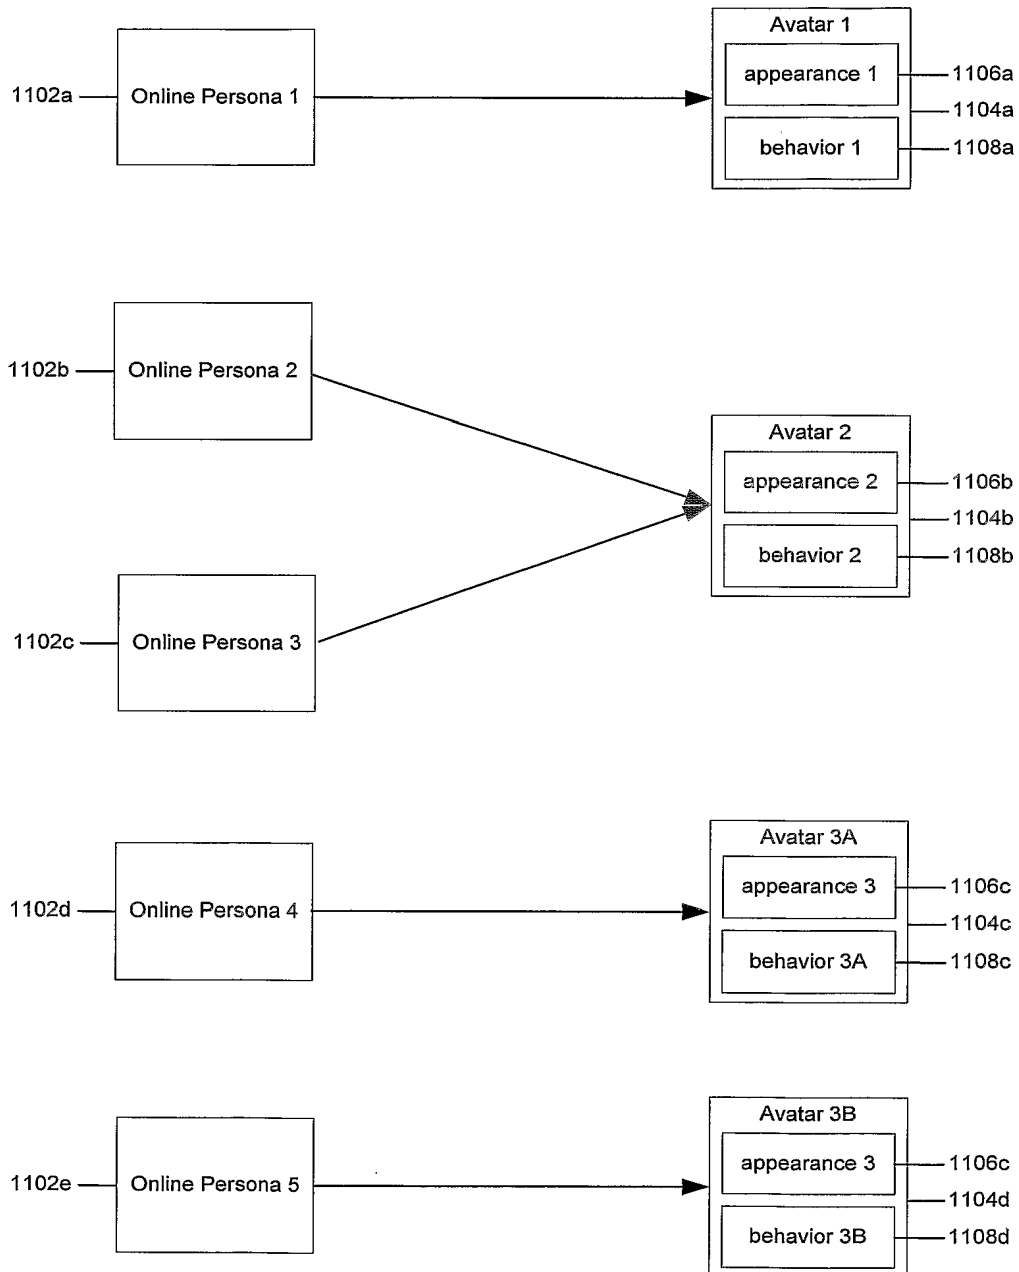 Avatar 1
1102a
Online Persona 1
appearance 1
1106a
1104a
behavior 1
1108a
1102b
Online Persona 2
Avatar 2
appearance 2
1106b
1104b
behavior 2
1108b
1102c
Online Persona 3
Avatar 3A
1102d
Online Persona 4
appearance 3
1106c
1104c
behavior 3A
1108c
Avatar 3B
1102e
Online Persona 5
appearance 3
1106c
1104d
behavior 3B
1108d